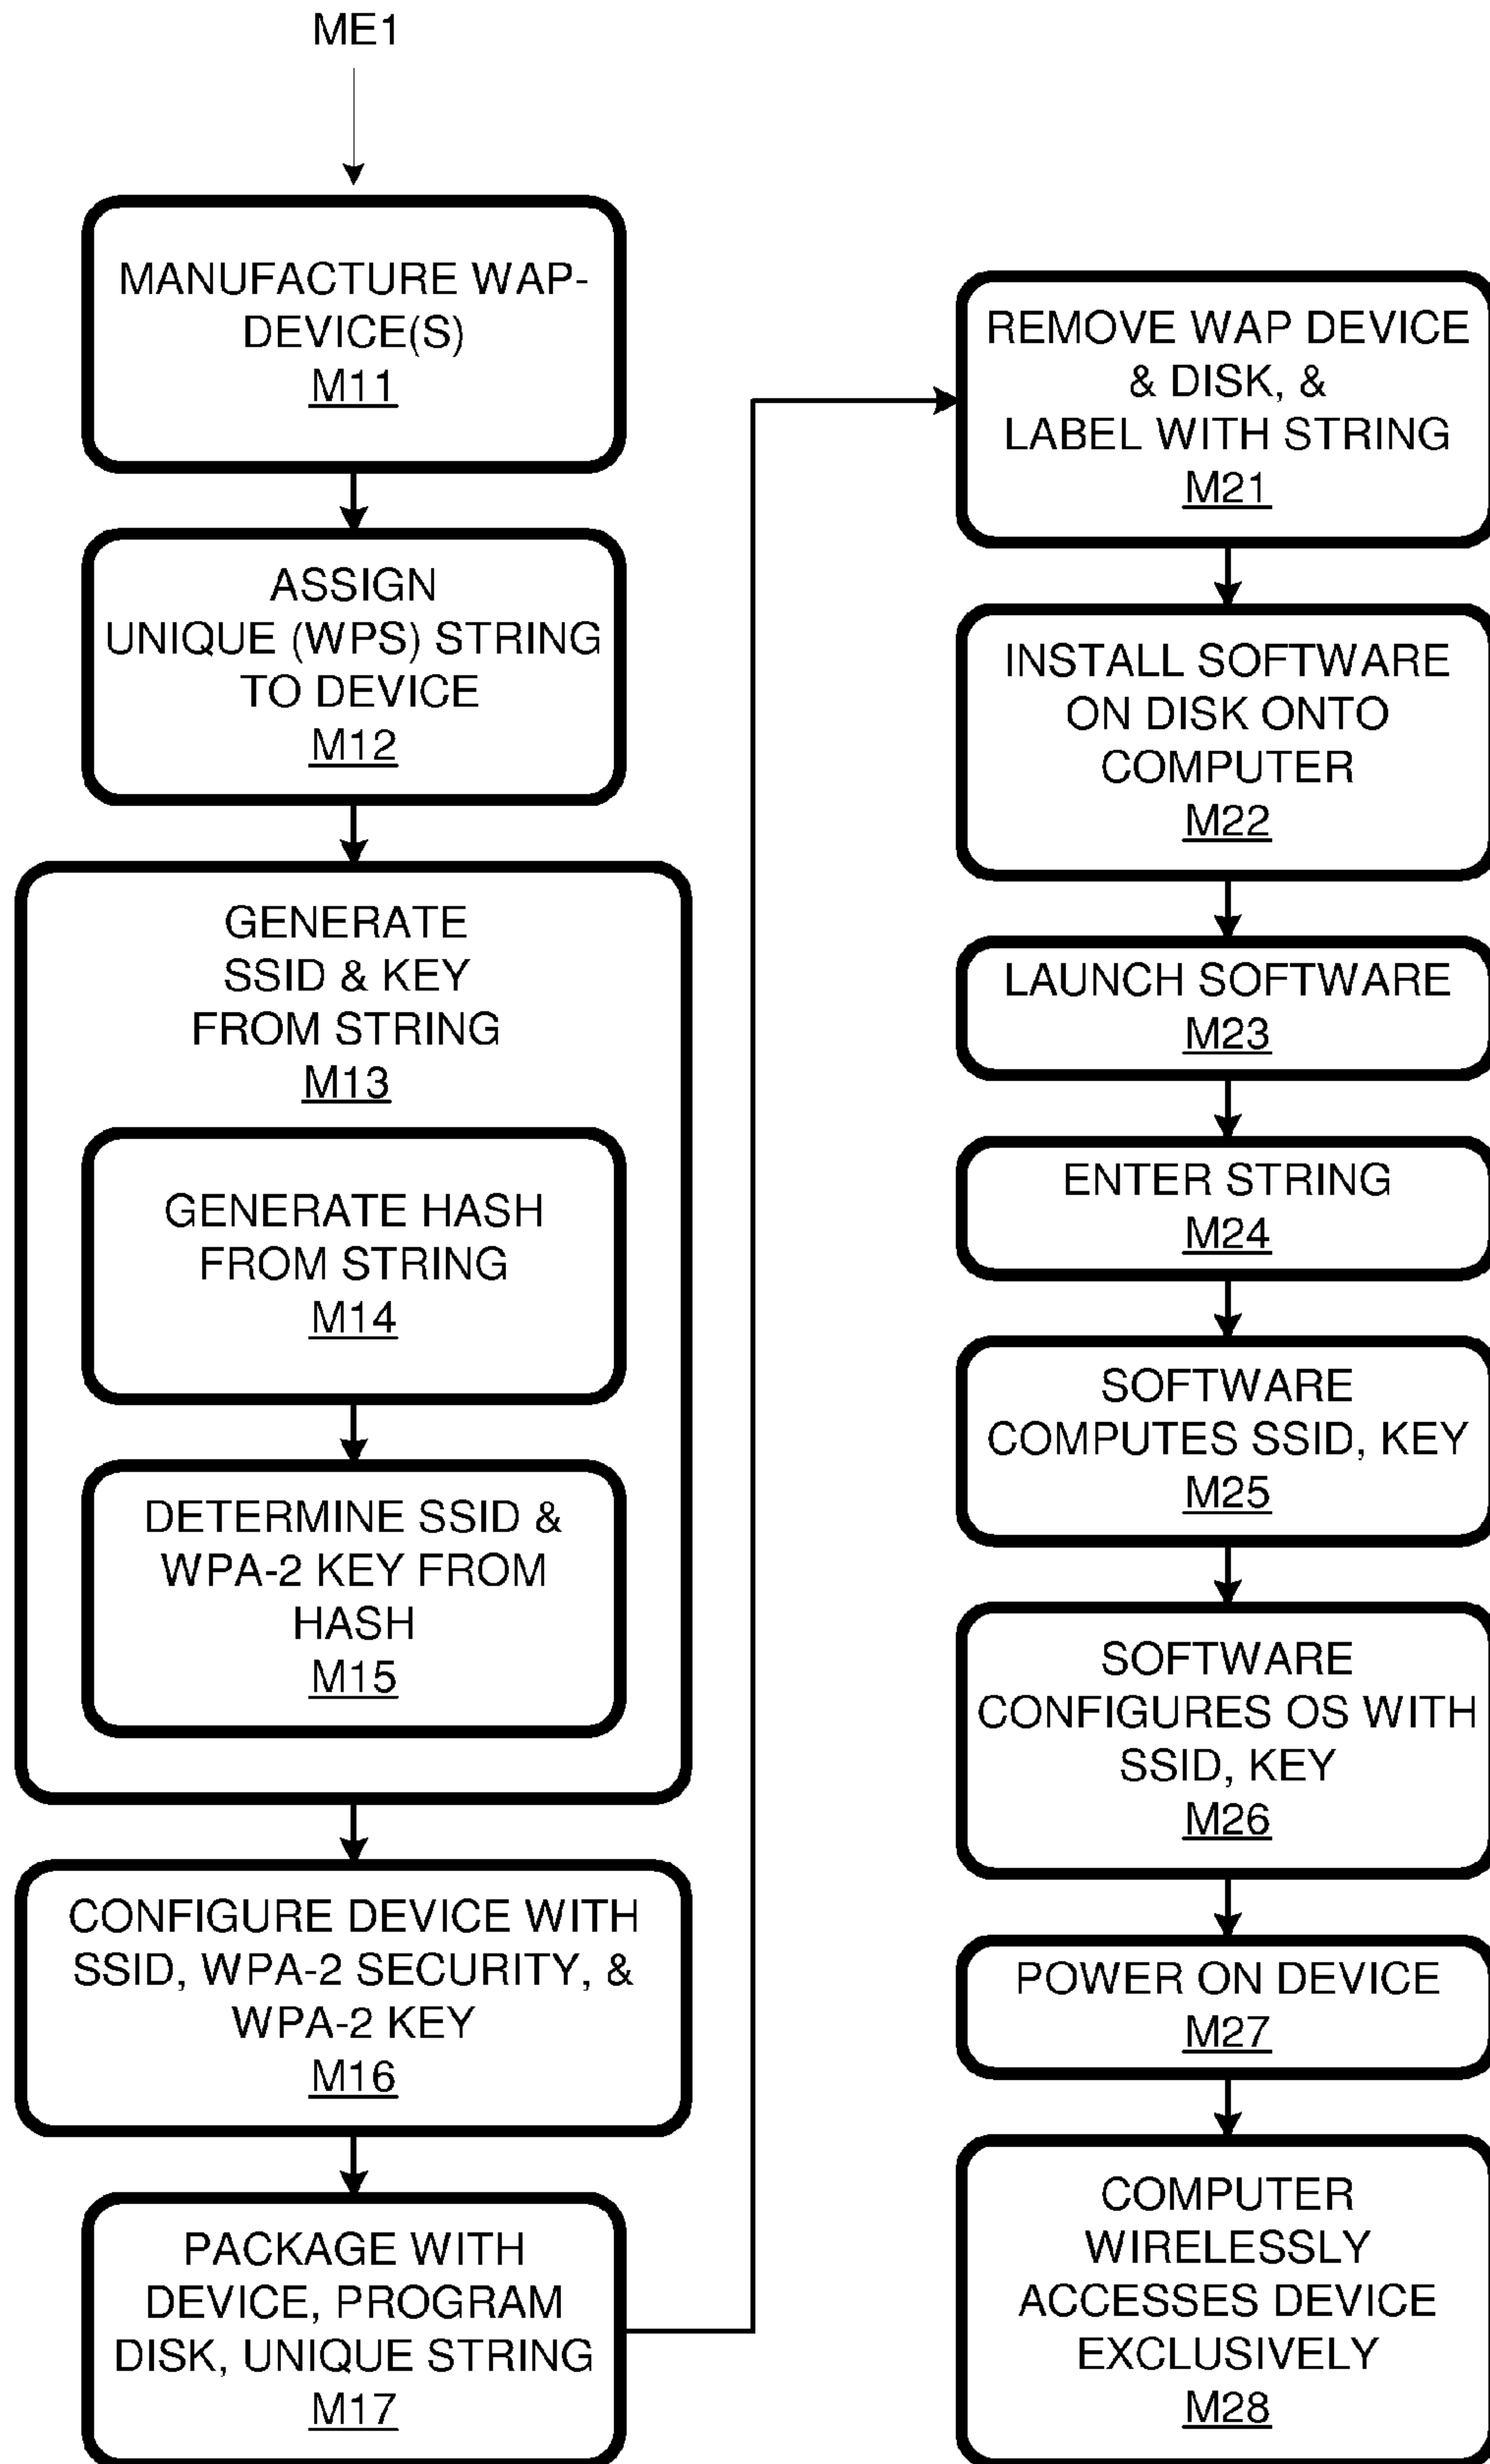 ME1
MANUFACTURE WAP-
DEVICE(S)
M11
ASSIGN
UNIQUE (WPS) STRING
TO DEVICE
M12
GENERATE
SSID & KEY
FROM STRING
M13
GENERATE HASH
FROM STRING
M14
DETERMINE SSID &
WPA-2 KEY FROM
HASH
M15
CONFIGURE DEVICE WITH
SSID, WPA-2 SECURITY, &
WPA-2 KEY
M16
PACKAGE WITH
DEVICE, PROGRAM
DISK, UNIQUE STRING
M17
REMOVE WAP DEVICE
& DISK, &
LABEL WITH STRING
M21
INSTALL SOFTWARE
ON DISK ONTO
COMPUTER
M22
LAUNCH SOFTWARE
M23
ENTER STRING
M24
SOFTWARE
COMPUTES SSID, KEY
M25
SOFTWARE
CONFIGURES OS WITH
SSID, KEY
M26
POWER ON DEVICE
M27
COMPUTER
WIRELESSLY
ACCESSES DEVICE
EXCLUSIVELY
M28